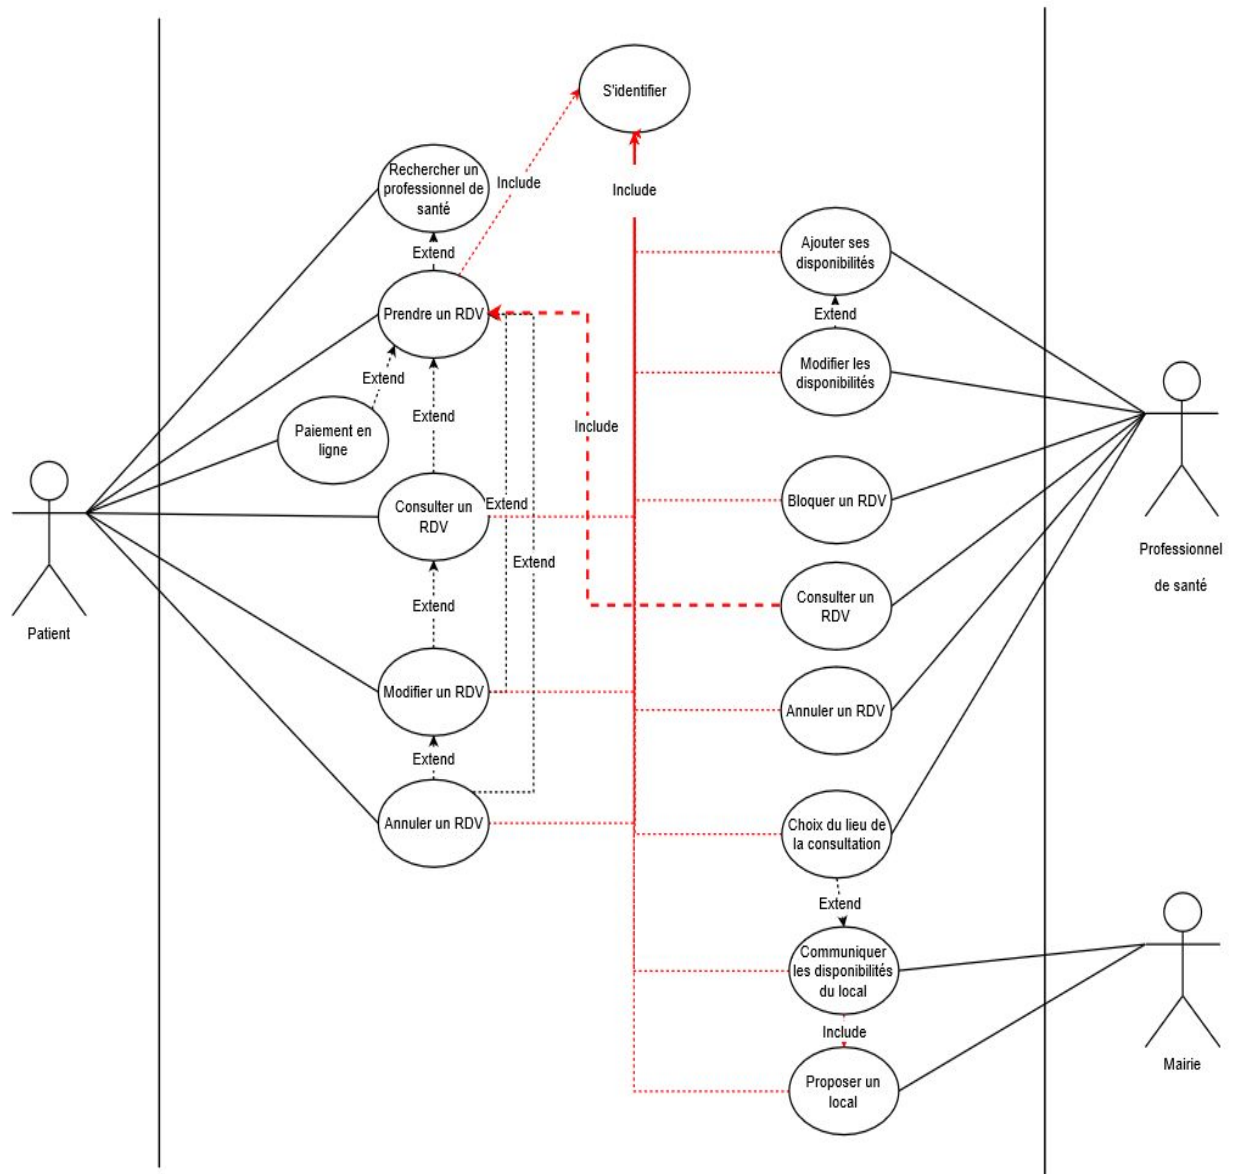 S'identifier
Rechercher un
professionnel de
santé
Include
Include
Extend
Ajouter ses
disponibilités
Prendre un RDV
Extend
Modifier les
disponibilités
Extend
Extend
Include
Paiement en
ligne
Consulter un
RDV
Extend
Bloquer un RDV
Extend
Professionnel
de santé
Consulter un
RDV
Extend
Patient
Modifier un RDV
Annuler un RDV
Extend
Annuler un RDV
Choix du lieu de
la consultation
Extend
Communiquer
les disponibilités
du local
Include
Mairie
Proposer un
local